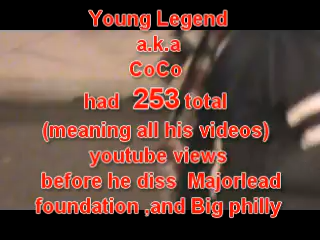 Young Legend
a.k.a
CoCo
had 253 total
(meaning all his videos)
youtube views
before he diss Majorlead
foundation ,and Big philly